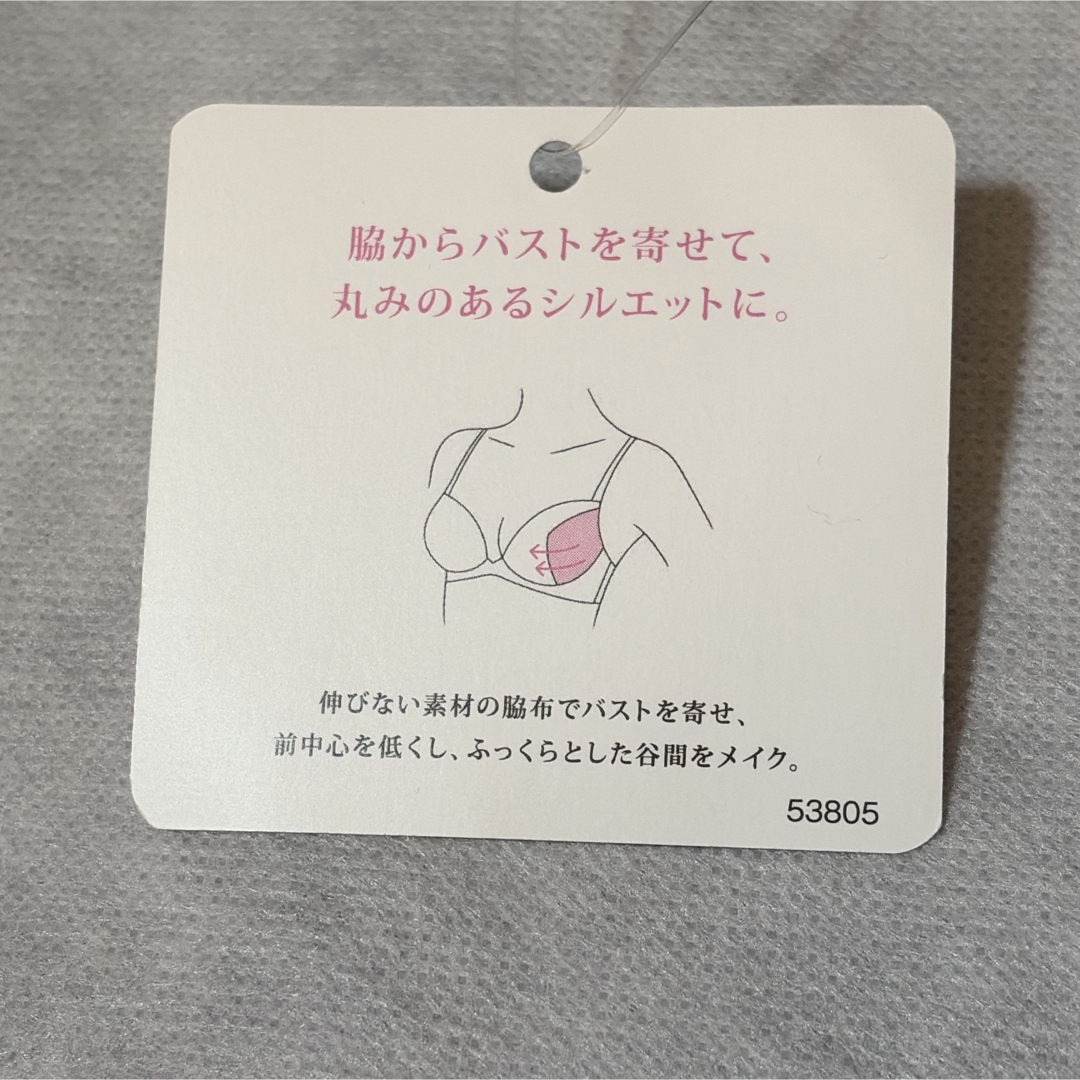 脇からバストを寄せて、
丸みのあるシルエットに。
伸びない素材の脇布でバストを寄せ、
前中心を低くし、ふっくらとした谷間をメイク。
53805